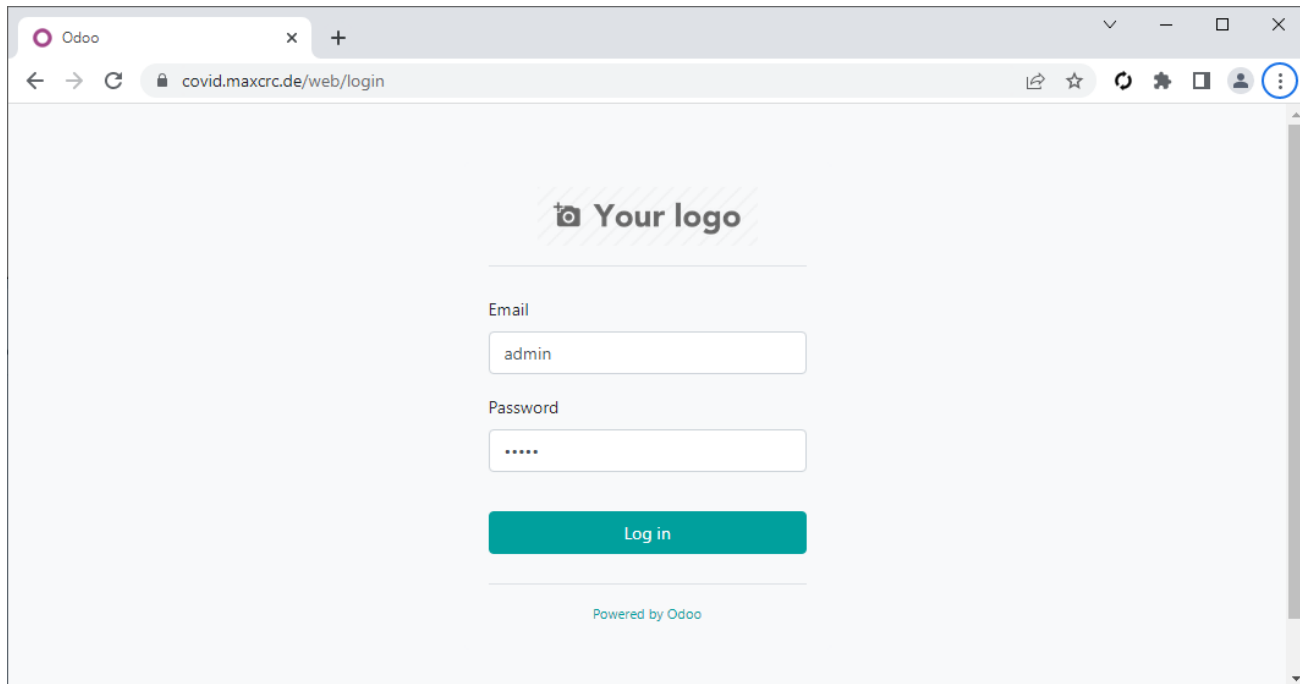 Odoo
covid.maxcrc.de/web/login
Your logo
Email
admin
Password
•••••
Log in
Powered by Odoo